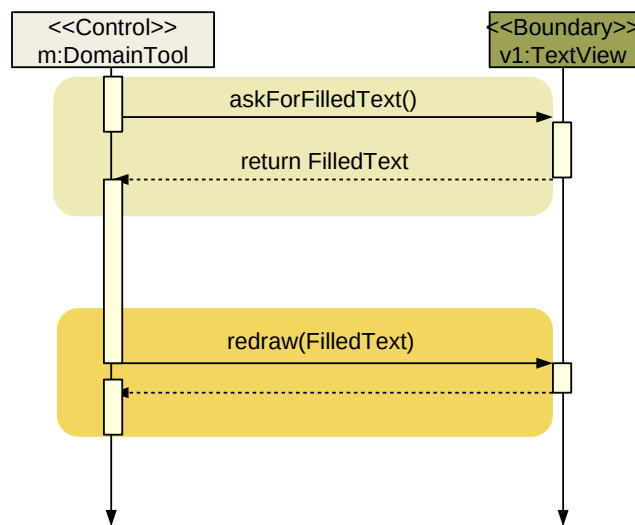 <<Control>>
m:DomainTool
<<Boundary>>
v1:TextView
askForFilledText()
return FilledText
redraw(FilledText)